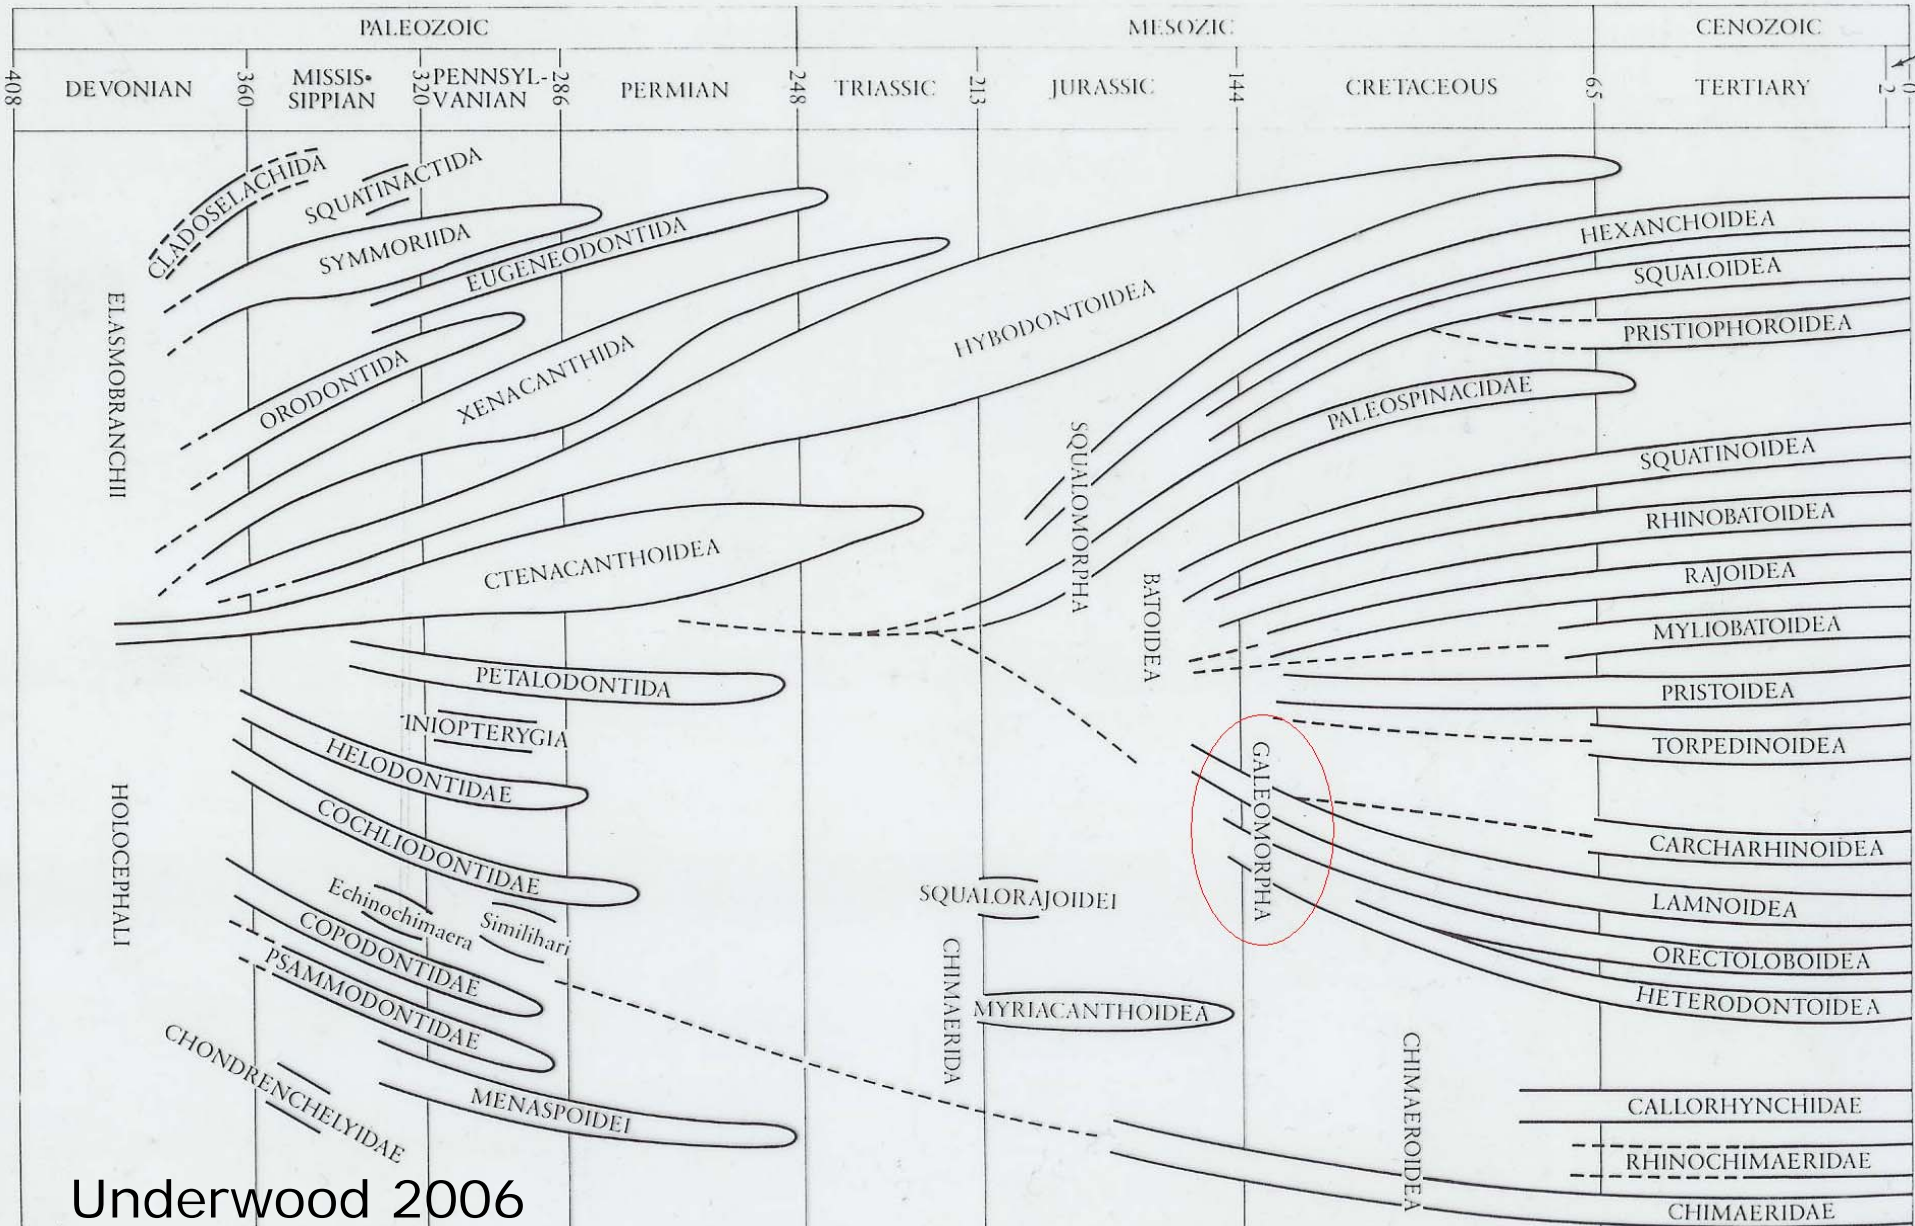 PALEOZOIC
MESOZIC
CENOZOIC
408
DEVONIAN
360
MISSIS-
SIPPIAN
320
PENNSYL-
VANIAN
286
PERMIAN
248
TRIASSIC
213
JURASSIC
144
CRETACEOUS
65
TERTIARY
2
0
ELASMOBRANCHII
CLADOSELACHIDA
SQUATINACTIDA
SYMMORIIDA
EUGENEODONTIDA
ORODONTIDA
XENACANTHIDA
HYBODONTOIDEA
CTENACANTHOIDEA
SQUALOMORPHA
HEXANCHOIDEA
SQUALOIDEA
PRISTIOPHOROIDEA
PALEOSPINACIDAE
BATOIDEA
SQUATINOIDEA
RHINOBATOIDEA
RAJOIDEA
MYLIOBATOIDEA
PRISTOIDEA
TORPEDINOIDEA
GALEOMORPHA
CARCHARHINOIDEA
LAMNOIDEA
ORECTOLOBOIDEA
HETERODONTOIDEA
HOLOCEPHALI
PETALODONTIDA
INIOPTERYGIA
HELODONTIDAE
COCHLIODONTIDAE
Echinochimaera
Similihari
COPODONTIDAE
PSAMMODONTIDAE
CHONDRENCHELYIDAE
MENASPOIDEI
SQUALORAJOIDEI
CHIMAERIDA
MYRIACANTHOIDEA
CHIMAEROIDEA
CALLORHYNCHIDAE
RHINOCHIMAERIDAE
CHIMAERIDAE
Underwood 2006